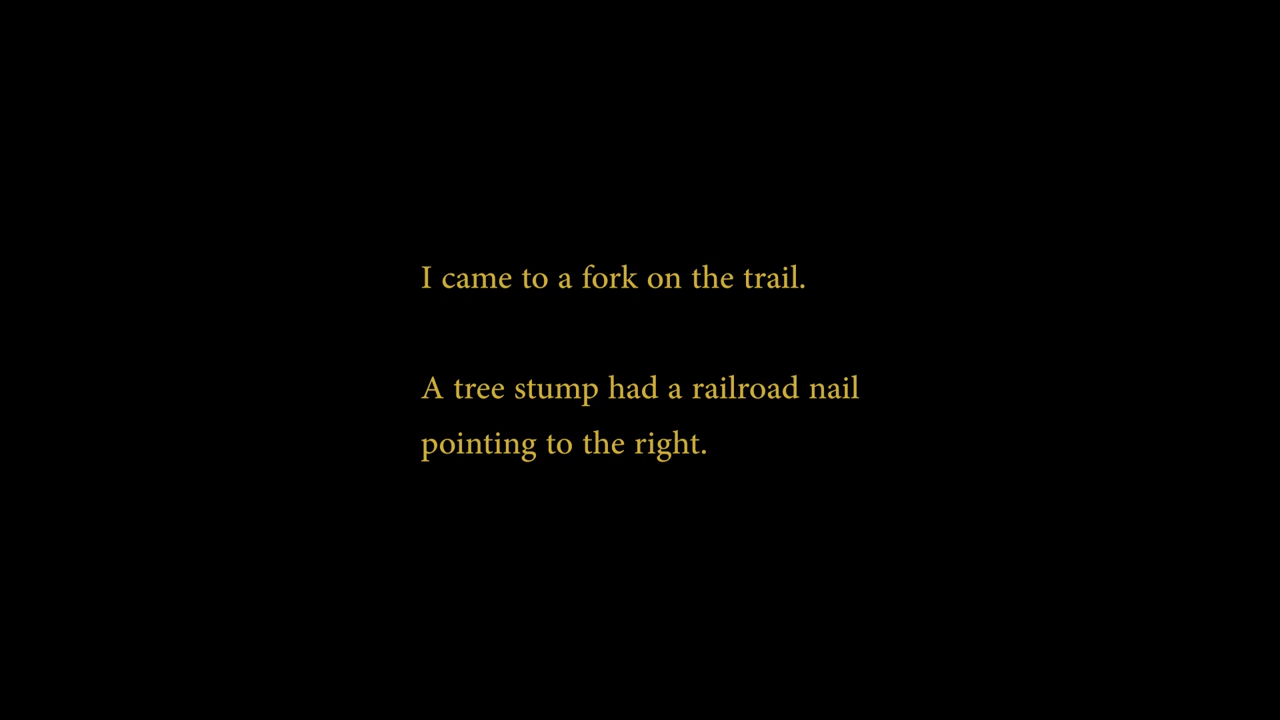 I came to a fork on the trail.
A tree stump had a railroad nail
pointing to the right.